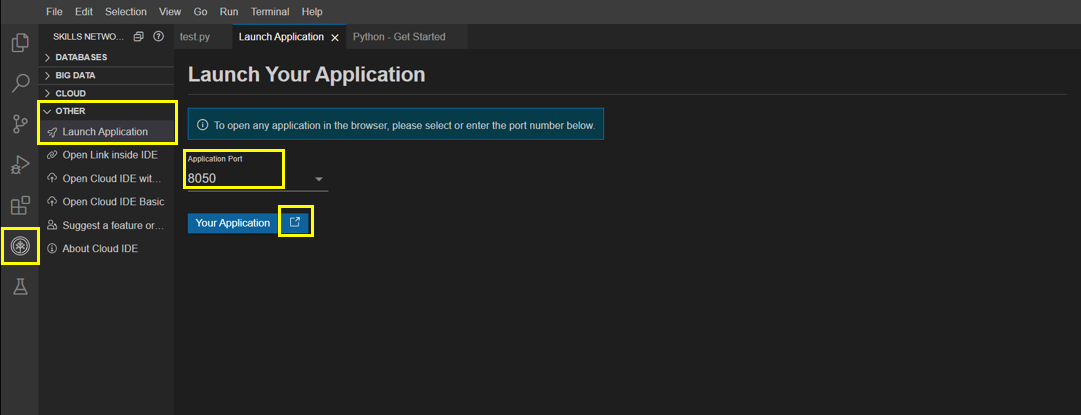 File Edit Selection View Go Run Terminal Help
SKILLS NETWO...
test.py Launch Application Python - Get Started
DATABASES
BIG DATA
CLOUD
OTHER
Launch Application
Open Link inside IDE
Open Cloud IDE wit...
Open Cloud IDE Basic
Suggest a feature or...
About Cloud IDE
Launch Your Application
To open any application in the browser, please select or enter the port number below.
Application Port
8050
Your Application